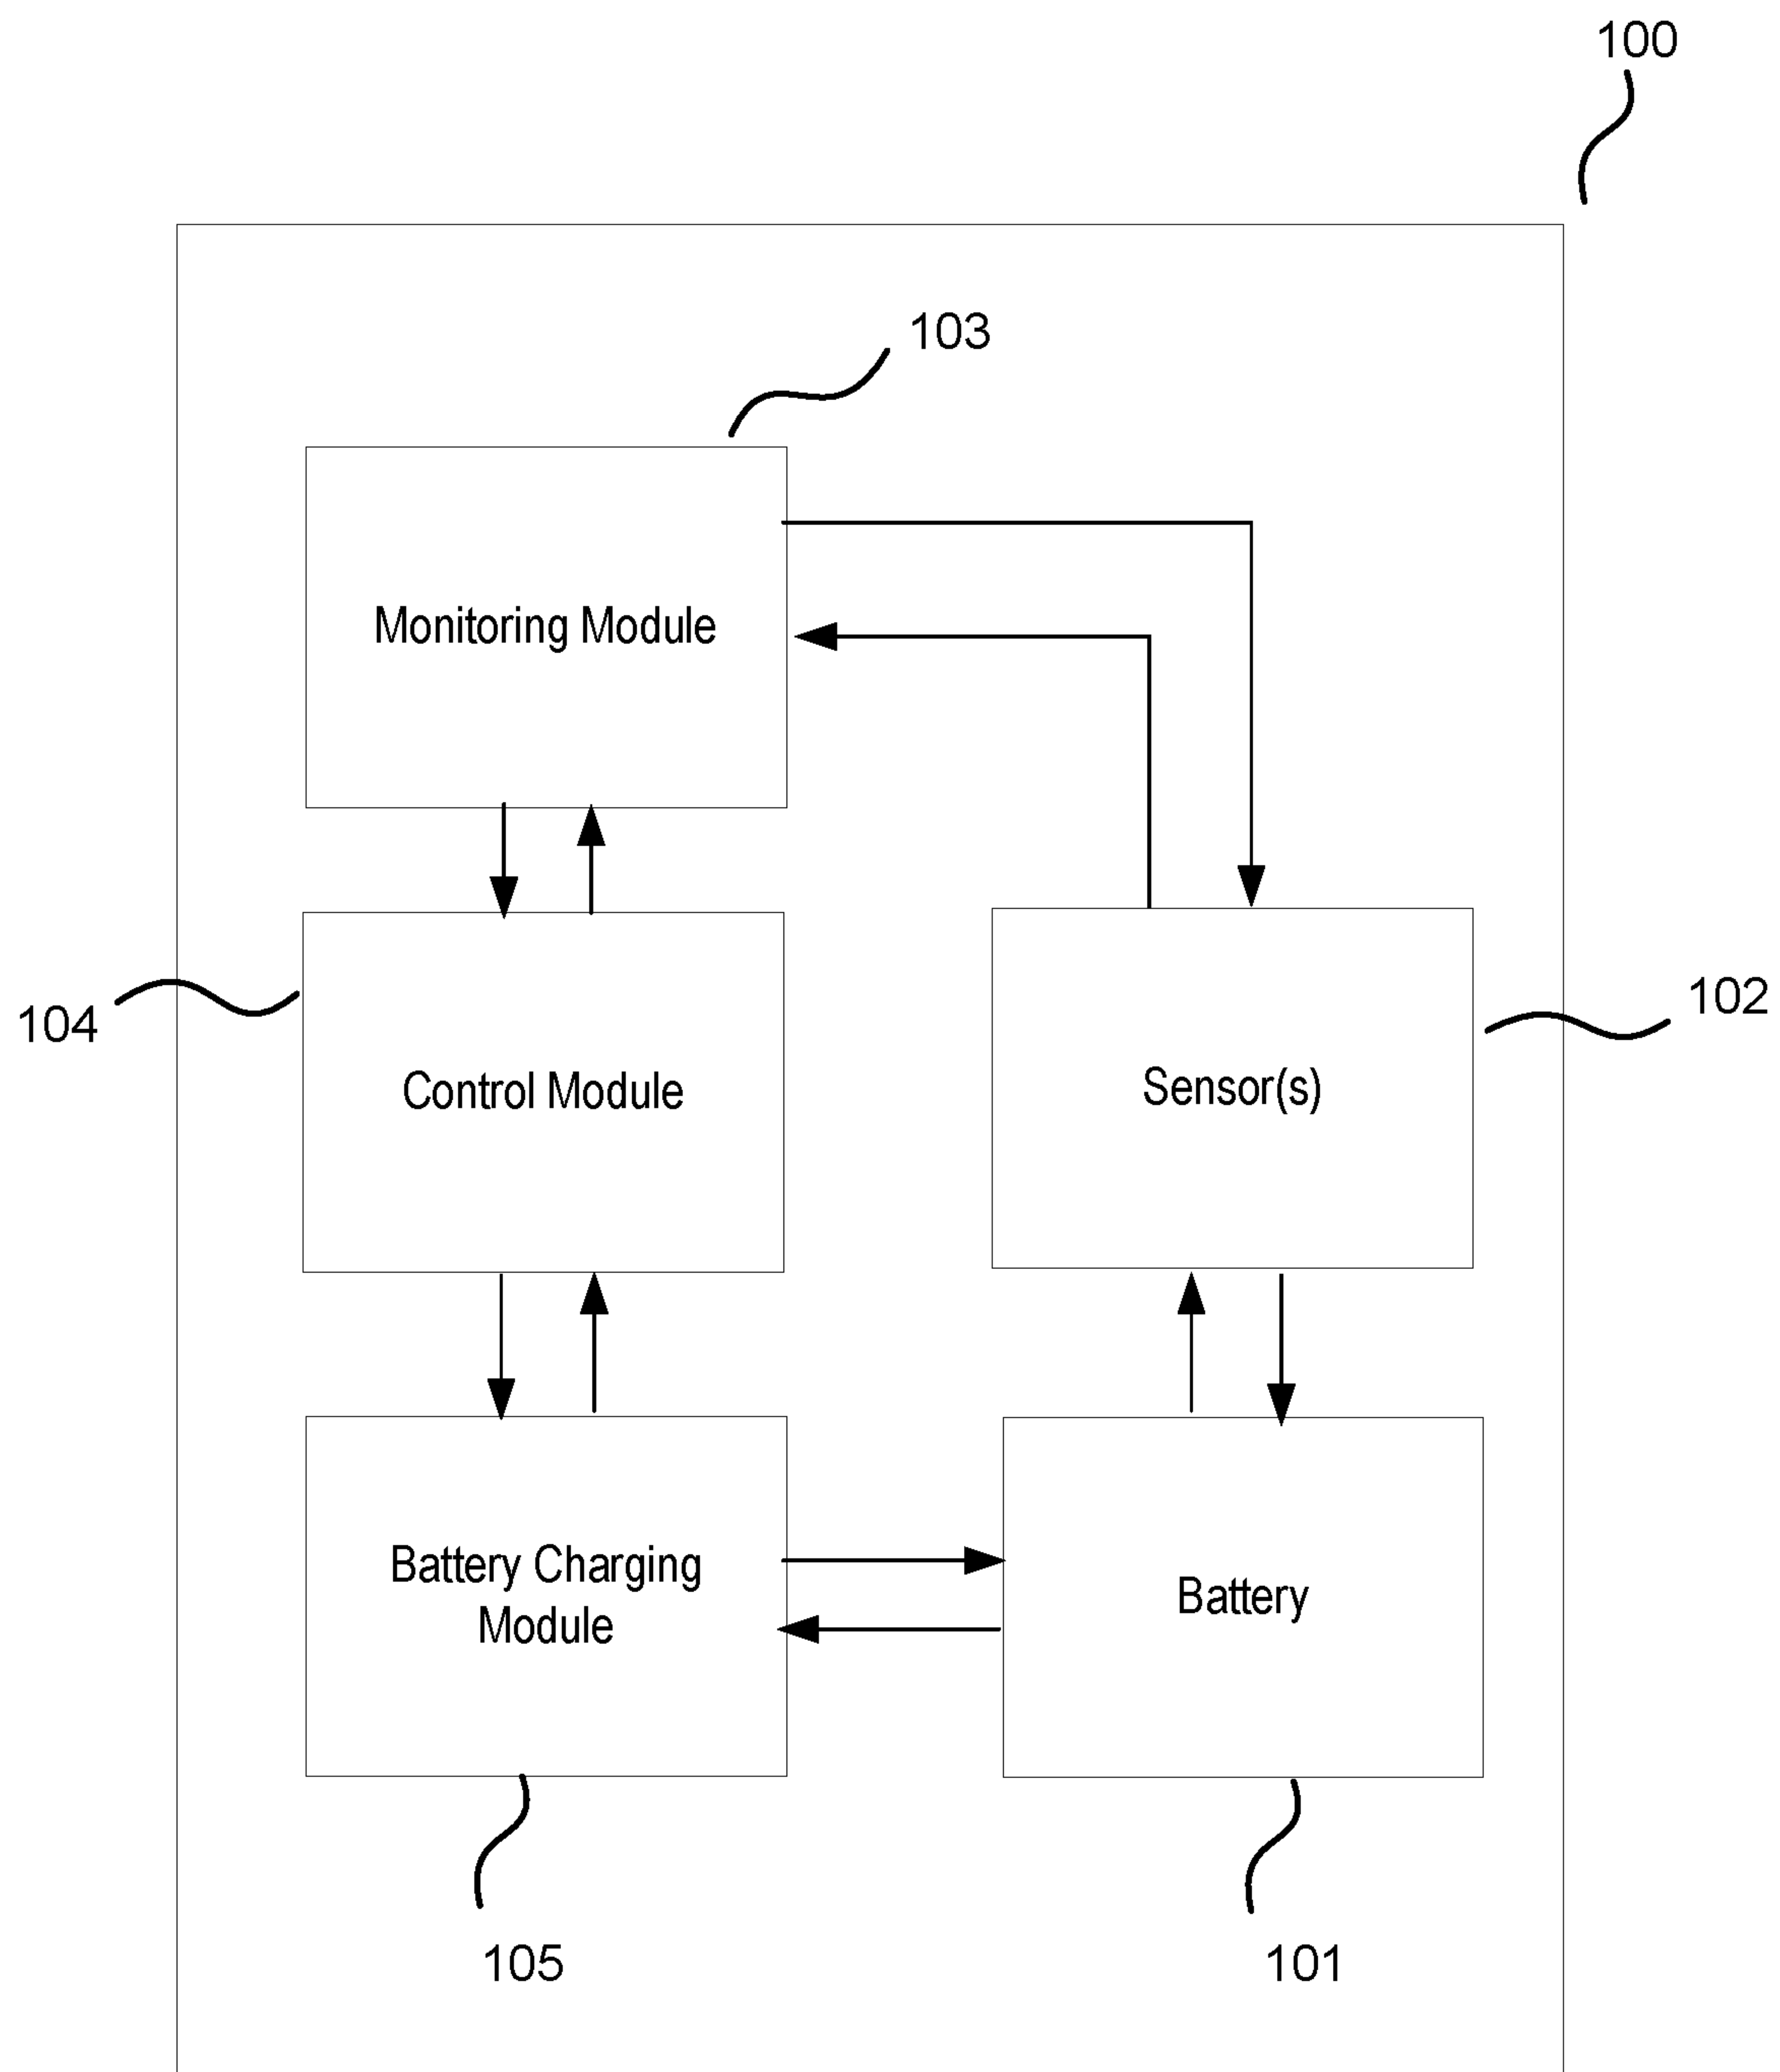 100
103
Monitoring Module
104
Control Module
Sensor(s)
102
Battery Charging
Module
Battery
105
101